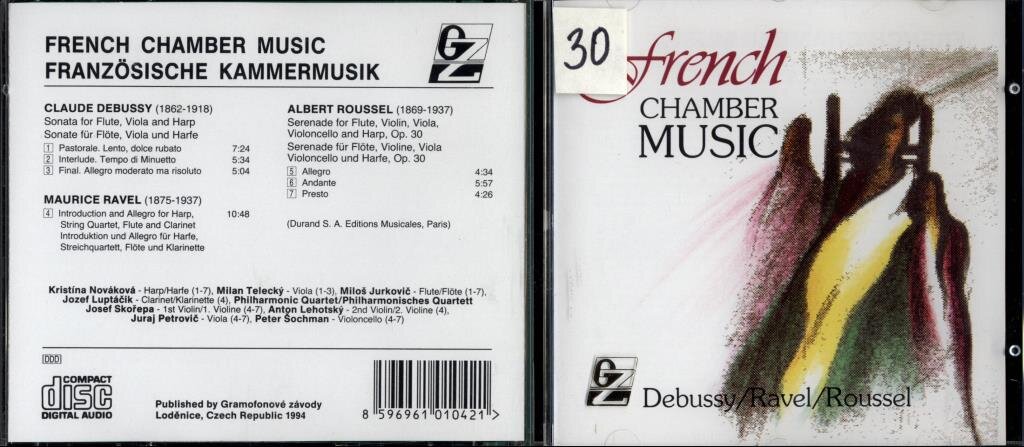 FRENCH CHAMBER MUSIC
FRANZÖSISCHE KAMMERMUSIK
GZ
CLAUDE DEBUSSY (1862-1918)
Sonata for Flute, Viola and Harp
Sonate für Flöte, Viola und Harfe
1 Pastorale. Lento, dolce rubato 7:24
2 Interlude. Tempo di Minuetto 5:34
3 Final. Allegro moderato ma risoluto 5:04
MAURICE RAVEL (1875-1937)
4 Introduction and Allegro for Harp, 10:48
String Quartet, Flute and Clarinet
Introduktion und Allegro für Harfe,
Streichquartett, Flöte und Klarinette
ALBERT ROUSSEL (1869-1937)
Serenade for Flute, Violin, Viola,
Violoncello and Harp, Op. 30
Serenade für Flöte, Violine, Viola
Violoncello und Harfe, Op. 30
5 Allegro 4:34
6 Andante 5:57
7 Presto 4:26
(Durand S. A. Editions Musicales, Paris)
Kristína Nováková - Harp/Harfe (1-7), Milan Telecký - Viola (1-3), Miloš Jurkovič - Flute/Flöte (1-7),
Jozef Luptáčik - Clarinet/Klarinette (4), Philharmonic Quartet/Philharmonisches Quartett
Josef Skořepa - 1st Violin/1. Violine (4-7), Anton Lehotský - 2nd Violin/2. Violine (4),
Juraj Petrovič - Viola (4-7), Peter Šochman - Violoncello (4-7)
DDD
COMPACT
disc
DIGITAL AUDIO
Published by Gramofonové závody
Loděnice, Czech Republic 1994
8 596961 010421 >
30
french
CHAMBER
MUSIC
GZ
Debussy/Ravel/Roussel